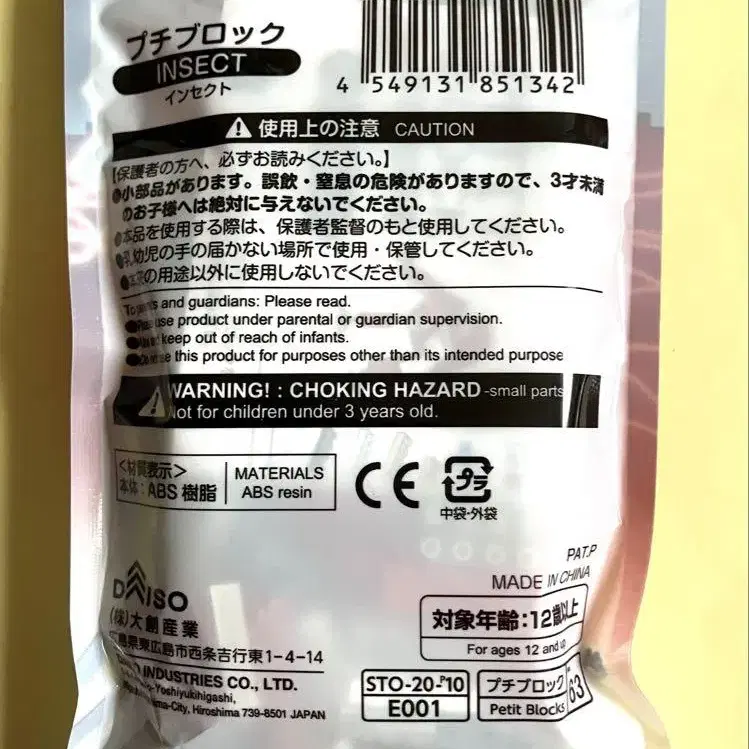 プチブロック
INSECT
インセクト
4 549131 851342
使用上の注意 CAUTION
【保護者の方へ、必ずお読みください。】
●小部品があります。誤飲・窒息の危険がありますので、3才未満
のお子様へは絶対に与えないでください。
●本品を使用する際は、保護者監督のもと使用してください。
●乳幼児の手の届かない場所で使用・保管してください。
の用途以外に使用しないでください。
To and guardians: Please read.
use product under parental or guardian supervision.
keep out of reach of infants.
this product for purposes other than its intended purpose
WARNING! : CHOKING HAZARD -small parts
Not for children under 3 years old.
<材質表示>
本体：ABS樹脂
MATERIALS
ABS resin
CE
プラ
中袋・外袋
PAT.P
MADE IN CHINA
DAISO
(株)大創産業
広島県東広島市西条吉行東1-4-14
INDUSTRIES CO., LTD.
Yoshiyukihigashi,
City, Hiroshima 739-8501 JAPAN
対象年齢：12歳以上
For ages 12 and up
STO-20-P10
E001
プチブロック
Petit Blocks
63